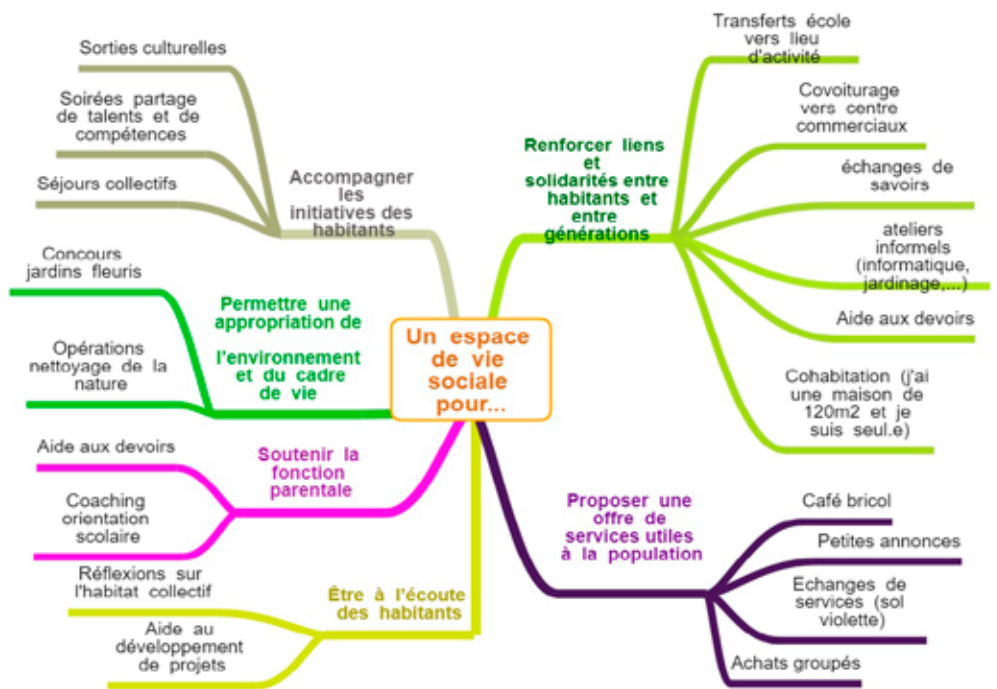 Un espace
de vie
sociale
pour...
Accompagner
les
initiatives des
habitants
Sorties culturelles
Soirées partage
de talents et de
compétences
Séjours collectifs
Permettre une
appropriation de
l'environnement
et du cadre
de vie
Concours
jardins fleuris
Opérations
nettoyage de la
nature
Soutenir la
fonction
parentale
Aide aux devoirs
Coaching
orientation
scolaire
Être à l'écoute
des habitants
Réflexions sur
l'habitat collectif
Aide au
développement
de projets
Renforcer liens
et
solidarités entre
habitants et
entre
générations
Transferts école
vers lieu
d'activité
Covoiturage
vers centre
commerciaux
échanges de
savoirs
ateliers
informels
(informatique,
jardinage,...)
Aide aux devoirs
Cohabitation (j'ai
une maison de
120m2 et je
suis seul.e)
Proposer une
offre de
services utiles
à la population
Café bricol
Petites annonces
Echanges de
services (sol
violette)
Achats groupés